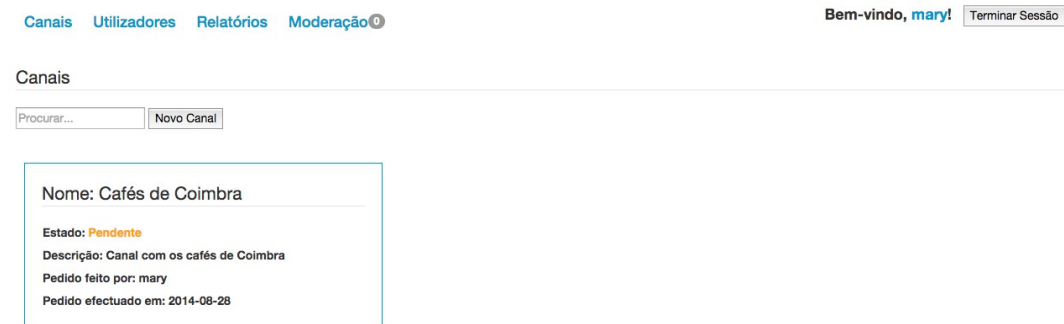 Canais Utilizadores Relatórios Moderação 0 Bem-vindo, mary! Terminar Sessão
Canais
Procurar... Novo Canal
Nome: Cafés de Coimbra
Estado: Pendente
Descrição: Canal com os cafés de Coimbra
Pedido feito por: mary
Pedido efectuado em: 2014-08-28